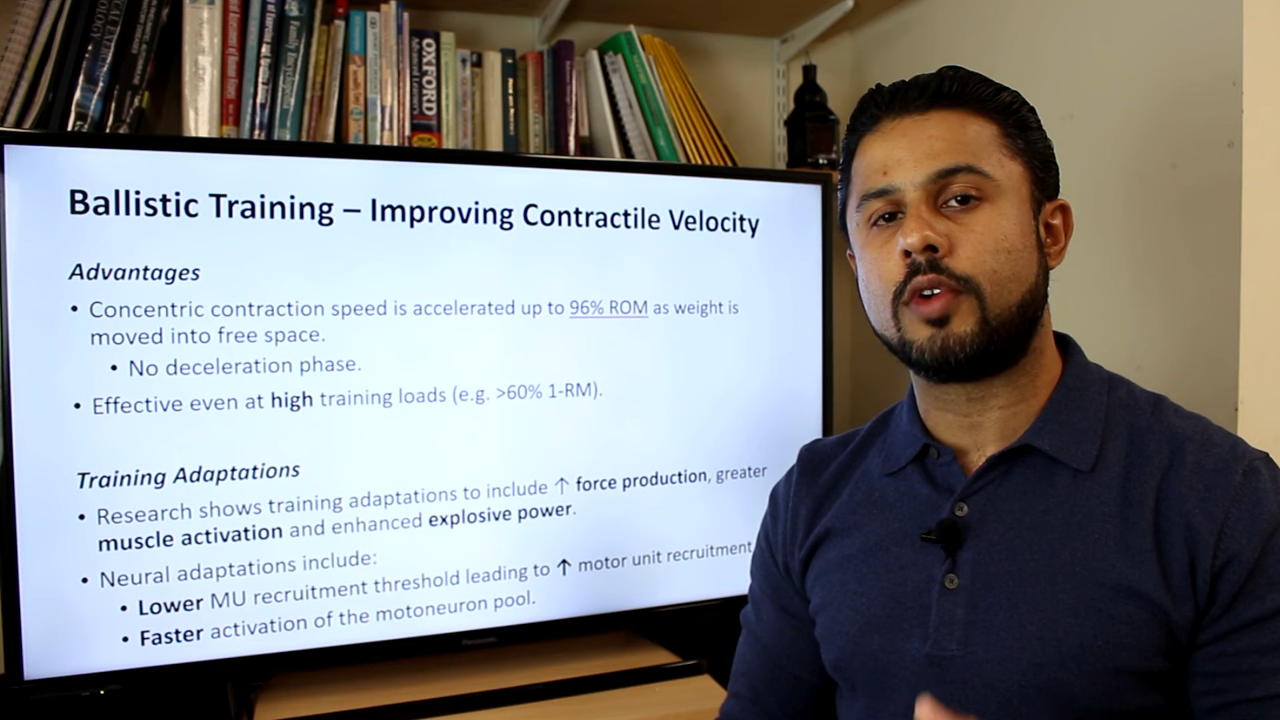 OXFORD
Ballistic Training – Improving Contractile Velocity
Advantages
• Concentric contraction speed is accelerated up to 96% ROM as weight is
moved into free space.
• No deceleration phase.
• Effective even at high training loads (e.g. >60% 1-RM).
Training Adaptations
• Research shows training adaptations to include ↑ force production, greater
muscle activation and enhanced explosive power.
• Neural adaptations include:
• Lower MU recruitment threshold leading to ↑ motor unit recruitment
• Faster activation of the motoneuron pool.
Panasonic